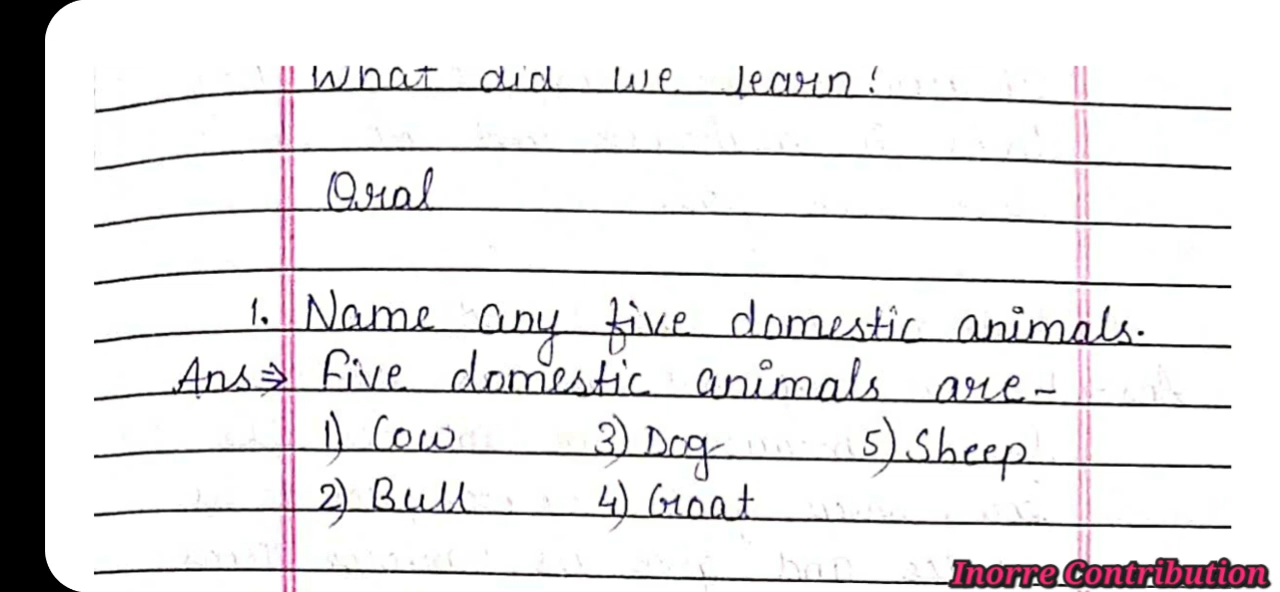 What did we learn?
Oral
1. Name any five domestic animals.
Ans⇒ Five domestic animals are-
1) Cow 3) Dog 5) Sheep
2) Bull 4) Goat
Inorre Contribution